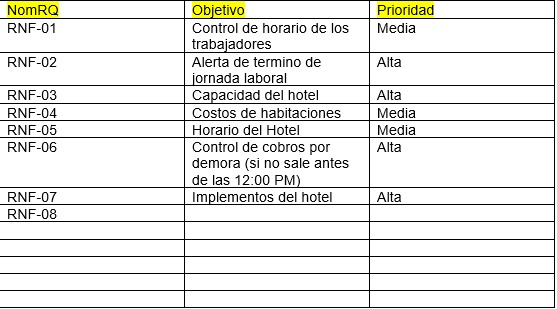 NomRQ Objetivo Prioridad
RNF-01 Control de horario de los Media
trabajadores
RNF-02 Alerta de termino de Alta
jornada laboral
RNF-03 Capacidad del hotel Alta
RNF-04 Costos de habitaciones Media
RNF-05 Horario del Hotel Media
RNF-06 Control de cobros por Alta
demora (si no sale antes
de las 12:00 PM)
RNF-07 Implementos del hotel Alta
RNF-08